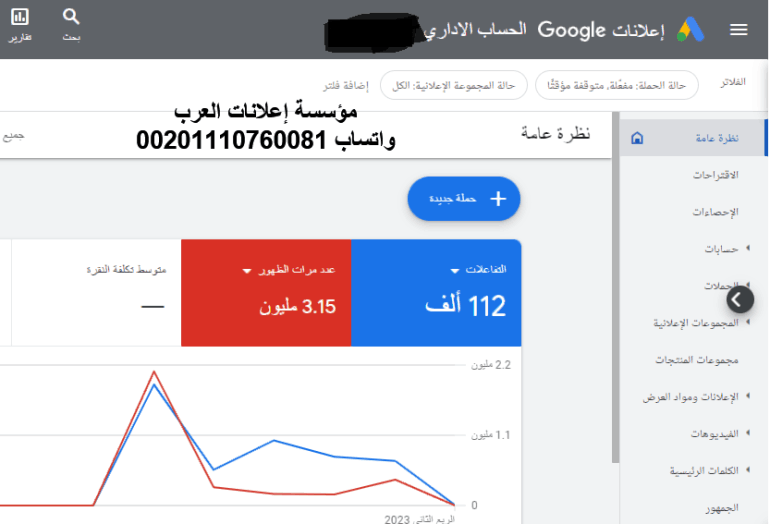 إعلانات Google الحساب الاداري
بحث
تقارير
الفلاتر
حالة الحملة: مفعّلة, متوقفة مؤقتًا
حالة المجموعة الإعلانية: الكل
إضافة فلتر
مؤسسة إعلانات العرب
واتساب 00201110760081
نظرة عامة
جميع
نظرة عامة
الاقتراحات
الإحصاءات
حسابات
الحملات
المجموعات الإعلانية
مجموعات المنتجات
الإعلانات ومواد العرض
الفيديوهات
الكلمات الرئيسية
الجمهور
حملة جديدة
التفاعلات
112 ألف
عدد مرات الظهور
3.15 مليون
متوسط تكلفة النقرة
—
2.2 مليون
1.1 مليون
0
الربع الثاني 2023